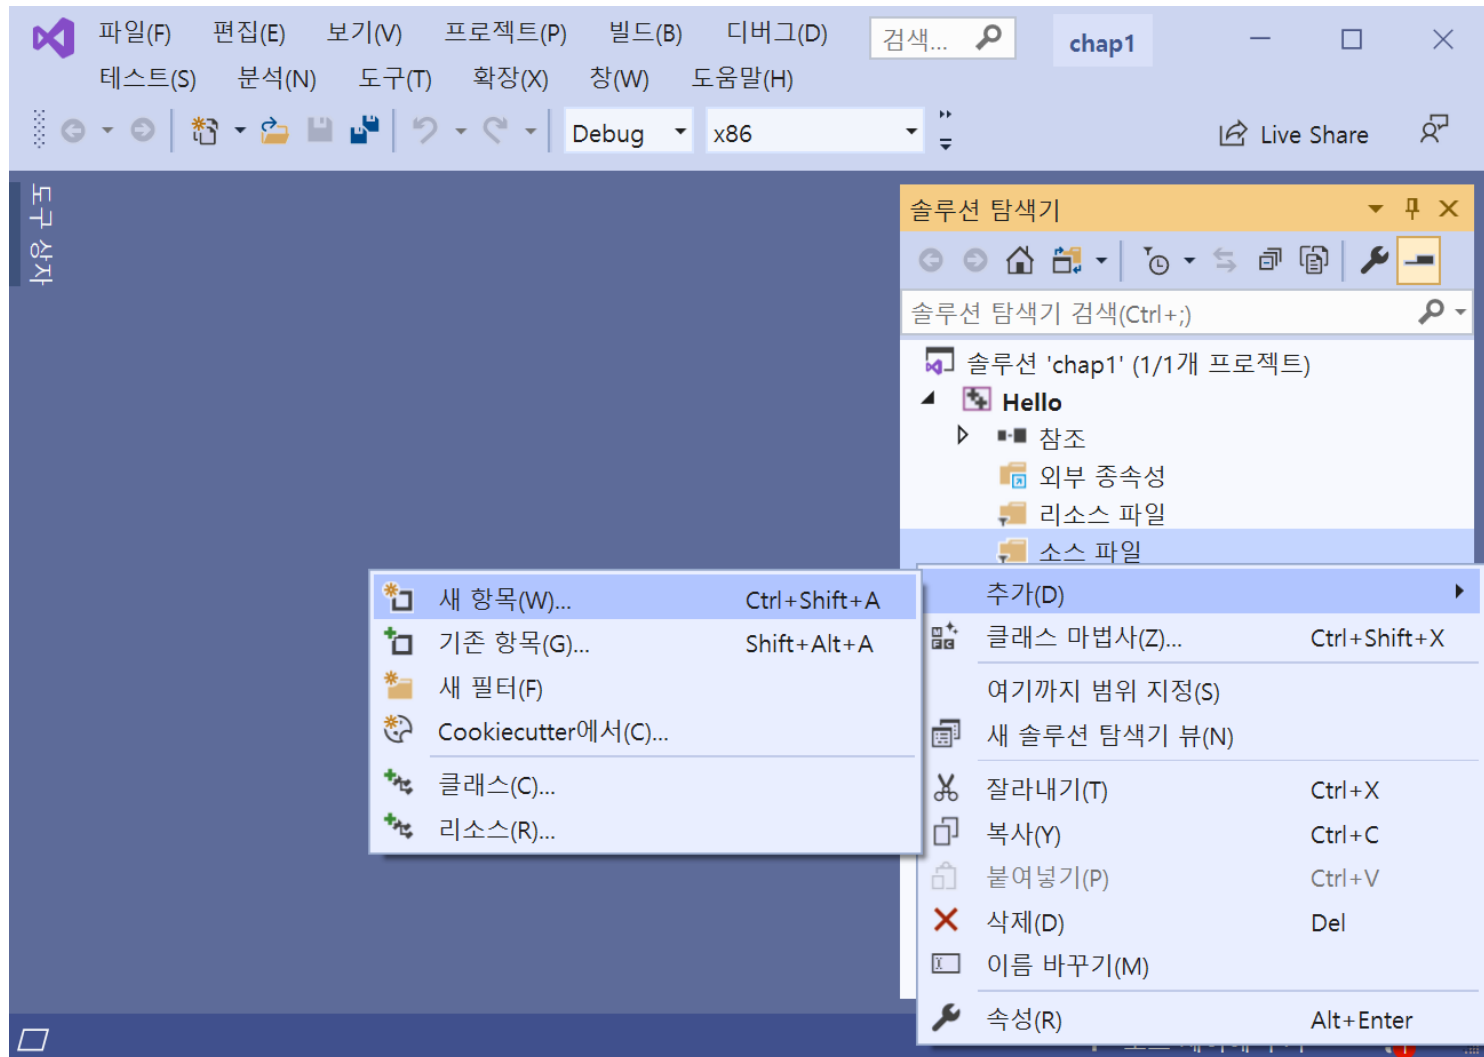 파일(F) 편집(E) 보기(V) 프로젝트(P) 빌드(B) 디버그(D) 검색... chap1
테스트(S) 분석(N) 도구(T) 확장(X) 창(W) 도움말(H)
Debug x86 Live Share
도구 상자
솔루션 탐색기
솔루션 탐색기 검색(Ctrl+;)
솔루션 'chap1' (1/1개 프로젝트)
Hello
참조
외부 종속성
리소스 파일
소스 파일
새 항목(W)... Ctrl+Shift+A
기존 항목(G)... Shift+Alt+A
새 필터(F)
Cookiecutter에서(C)...
클래스(C)...
리소스(R)...
추가(D)
클래스 마법사(Z)... Ctrl+Shift+X
여기까지 범위 지정(S)
새 솔루션 탐색기 뷰(N)
잘라내기(T) Ctrl+X
복사(Y) Ctrl+C
붙여넣기(P) Ctrl+V
삭제(D) Del
이름 바꾸기(M)
속성(R) Alt+Enter